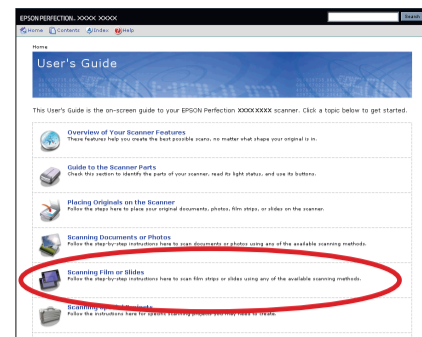 EPSON PERFECTION. XXXX XXXX
Search
Home Contents Index Help
Home
User's Guide
This User's Guide is the on-screen guide to your EPSON Perfection XXXXXXXX scanner. Click a topic below to get started.
Overview of Your Scanner Features
These features help you create the best possible scans, no matter what shape your original is in.
Guide to the Scanner Parts
Check this section to identify the parts of your scanner, read its light status, and use its buttons.
Placing Originals on the Scanner
Follow the steps here to place your original documents, photos, film strips, or slides on the scanner.
Scanning Documents or Photos
Follow the step-by-step instructions here to scan documents or photos using any of the available scanning methods.
Scanning Film or Slides
Follow the step-by-step instructions here to scan film strips or slides using any of the available scanning methods.
Scanning Special Projects
Follow the instructions here for specific scanning projects you may need to create.